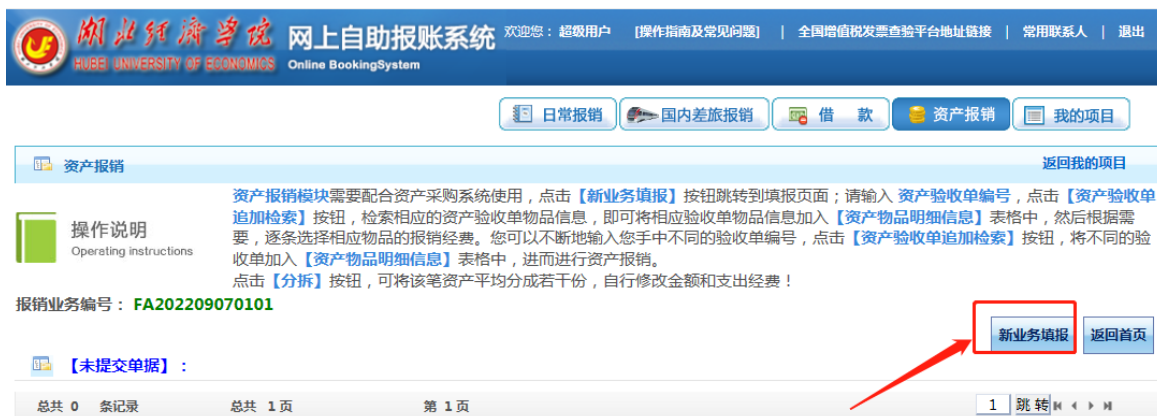 湖北经济学院 网上自助报账系统 欢迎您：超级用户 [操作指南及常见问题] | 全国增值税发票查验平台地址链接 | 常用联系人 | 退出
HUBEI UNIVERSITY OF ECONOMICS Online BookingSystem
日常报销 国内差旅报销 借 款 资产报销 我的项目
资产报销 返回我的项目
资产报销模块需要配合资产采购系统使用，点击【新业务填报】按钮跳转到填报页面；请输入 资产验收单编号，点击【资产验收单
追加检索】按钮，检索相应的资产验收单物品信息，即可将相应验收单物品信息加入【资产物品明细信息】表格中，然后根据需
操作说明
要，逐条选择相应物品的报销经费。您可以不断地输入您手中不同的验收单编号，点击【资产验收单追加检索】按钮，将不同的验
Operating instructions
收单加入【资产物品明细信息】表格中，进而进行资产报销。
点击【分拆】按钮，可将该笔资产平均分成若干份，自行修改金额和支出经费！
报销业务编号： FA202209070101
新业务填报 返回首页
【未提交单据】：
总共 0 条记录 总共 1页 第 1页 1 跳转